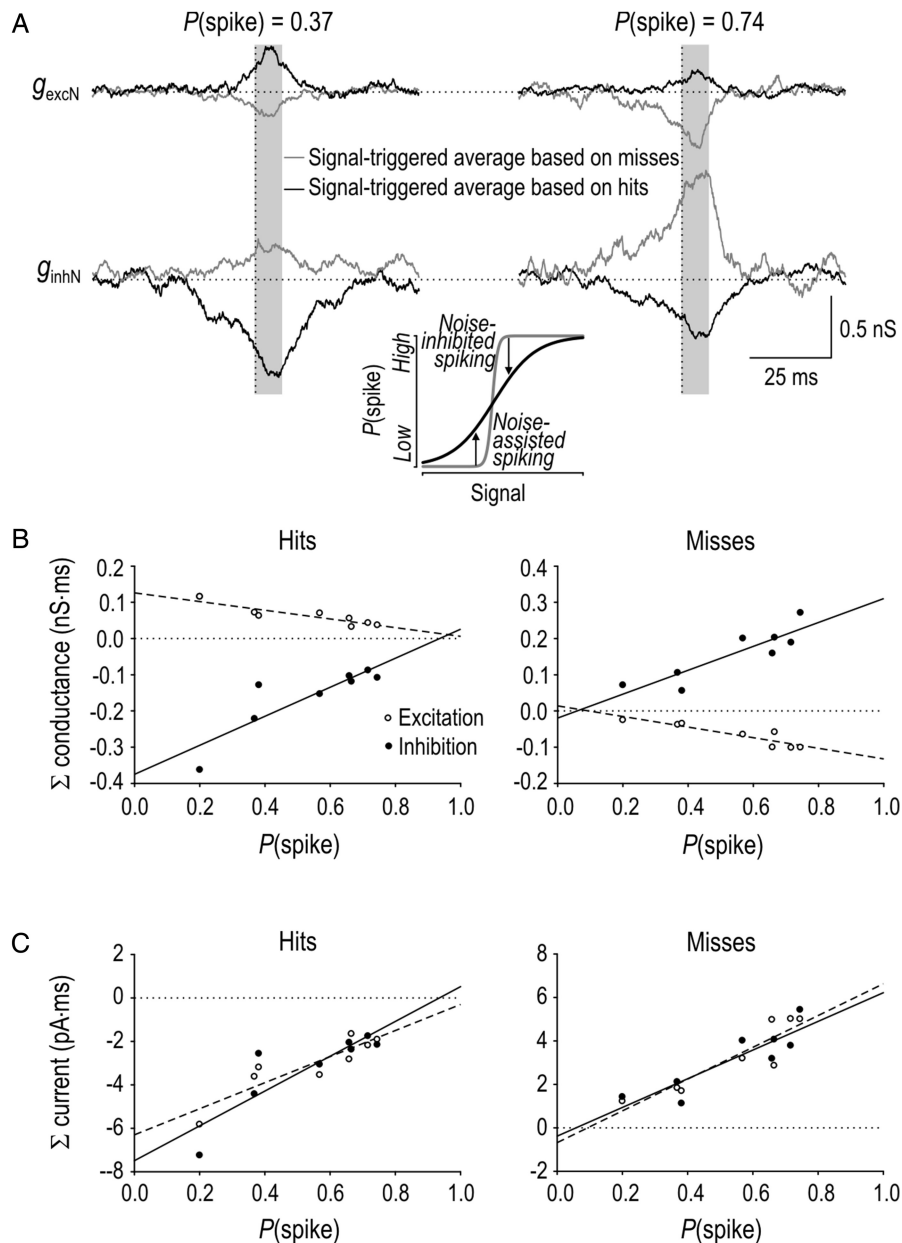 A
P(spike) = 0.37
P(spike) = 0.74
gexcN
Signal-triggered average based on misses
Signal-triggered average based on hits
ginhN
0.5 nS
25 ms
Noise-
inhibited
spiking
High
P(spike)
Low
Noise-
assisted
spiking
Signal
B
Hits
Σ conductance (nS·ms)
0.2
0.1
0.0
-0.1
-0.2
-0.3
-0.4
Excitation
Inhibition
0.0 0.2 0.4 0.6 0.8 1.0
P(spike)
Misses
0.4
0.3
0.2
0.1
0.0
-0.1
-0.2
0.0 0.2 0.4 0.6 0.8 1.0
P(spike)
C
Hits
Σ current (pA·ms)
2
0
-2
-4
-6
--8
0.0 0.2 0.4 0.6 0.8 1.0
P(spike)
Misses
8
6
4
2
0
-2
0.0 0.2 0.4 0.6 0.8 1.0
P(spike)